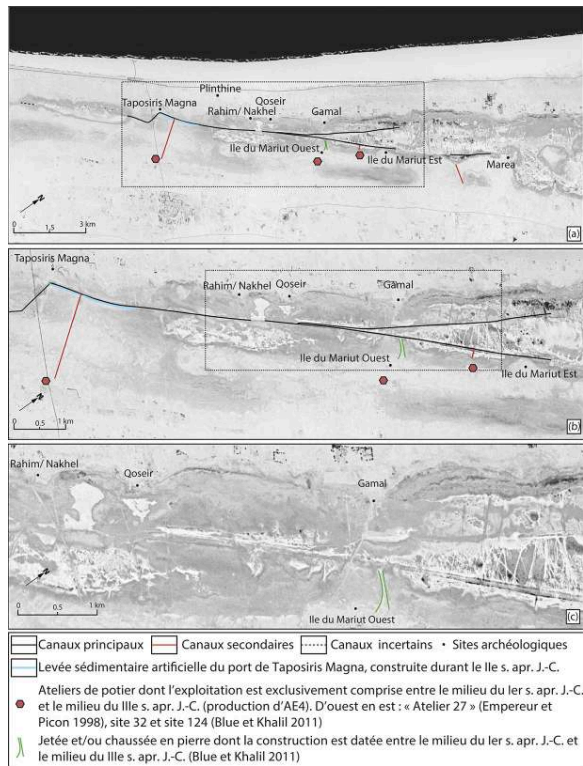 Plinthine
Taposiris Magna
Rahim/ Nakhel
Qoseir
Gamal
Ile du Mariut Ouest
Ile du Mariut Est
Marea
N
0 1,5 3 km
(a)
Taposiris Magna
Rahim/ Nakhel
Qoseir
Gamal
Ile du Mariut Ouest
Ile du Mariut Est
N
0 0.5 1 km
(b)
Rahim/ Nakhel
Qoseir
Gamal
Ile du Mariut Ouest
N
0 0.5 1 km
(c)
Canaux principaux Canaux secondaires Canaux incertains • Sites archéologiques
Levée sédimentaire artificielle du port de Taposiris Magna, construite durant le IIe s. apr. J.-C.
Ateliers de potier dont l'exploitation est exclusivement comprise entre le milieu du Ier s. apr. J.-C.
et le milieu du IIIe s. apr. J.-C. (production d'AE4). D'ouest en est : « Atelier 27 » (Empereur et
Picon 1998), site 32 et site 124 (Blue et Khalil 2011)
Jetée et/ou chaussée en pierre dont la construction est datée entre le milieu du Ier s. apr. J.-C. et
le milieu du IIIe s. apr. J.-C. (Blue et Khalil 2011)